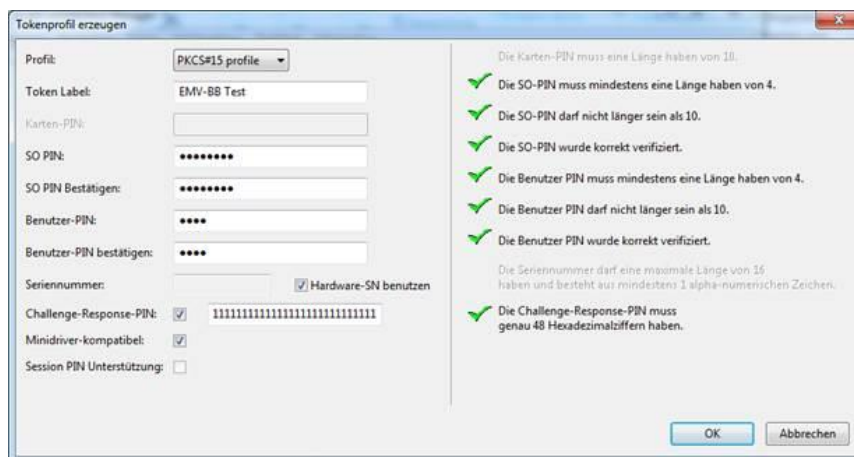 Tokenprofil erzeugen
Profil: PKCS#15 profile
Token Label: EMV-BB Test
Karten-PIN:
SO PIN: ●●●●●●●●
SO PIN Bestätigen: ●●●●●●●●
Benutzer-PIN: ●●●●
Benutzer-PIN bestätigen: ●●●●
Seriennummer: Hardware-SN benutzen
Challenge-Response-PIN: 1111111111111111111111111111
Minidriver-kompatibel:
Session PIN Unterstützung:
Die Karten-PIN muss eine Länge haben von 18.
Die SO-PIN muss mindestens eine Länge haben von 4.
Die SO-PIN darf nicht länger sein als 10.
Die SO-PIN wurde korrekt verifiziert.
Die Benutzer PIN muss mindestens eine Länge haben von 4.
Die Benutzer PIN darf nicht länger sein als 10.
Die Benutzer PIN wurde korrekt verifiziert.
Die Seriennummer darf eine maximale Länge von 16
haben und besteht aus mindestens 1 alpha-numerischen Zeichen.
Die Challenge-Response-PIN muss
genau 48 Hexadezimalziffern haben.
OK Abbrechen